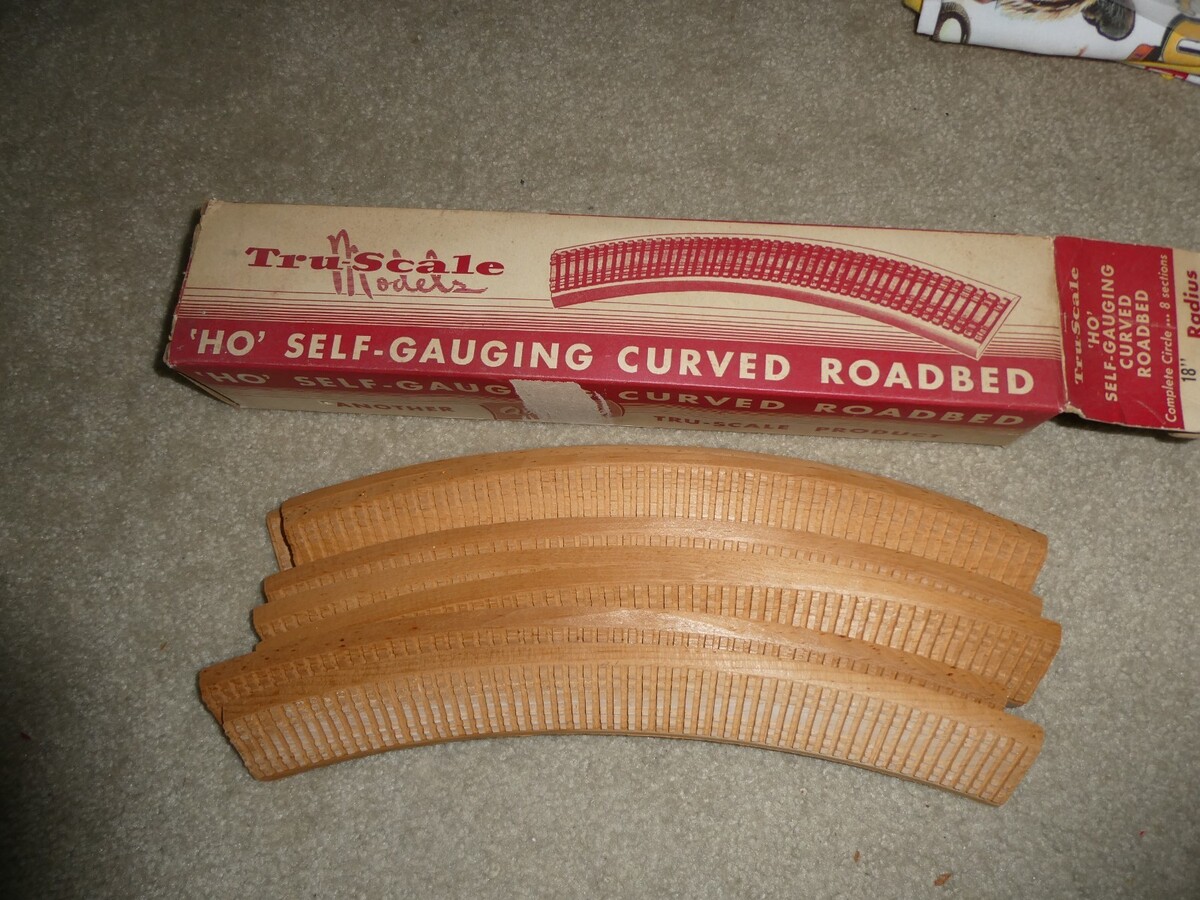 Tru-Scale
Models
'HO' SELF-GAUGING CURVED ROADBED
'HO' SELF-GAUG CURVED ROADBED
ANOTHER TRU-SCALE PRODUCT
Tru-Scale
'HO'
SELF-GAUGING
CURVED
ROADBED
Complete Circle ... 8 sections
18" Radius